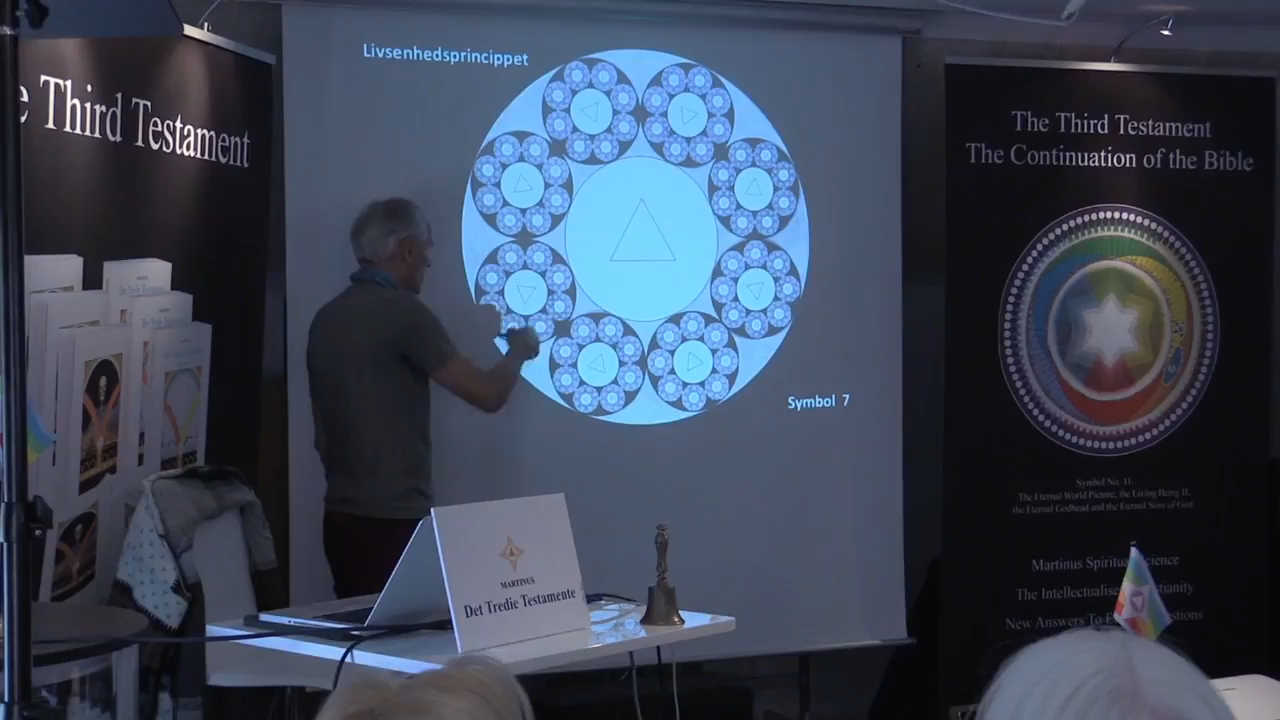 e Third Testament
Livsenhedsprincippet
Symbol 7
The Third Testament
The Continuation of the Bible
Symbol No. 11.
The Eternal World Picture, the Living Being II,
the Eternal Godhead and the Eternal Sons of God
Martinus Spiritual Science
The Intellectualise
New Answers To
MARTINUS
Det Tredie Testamente